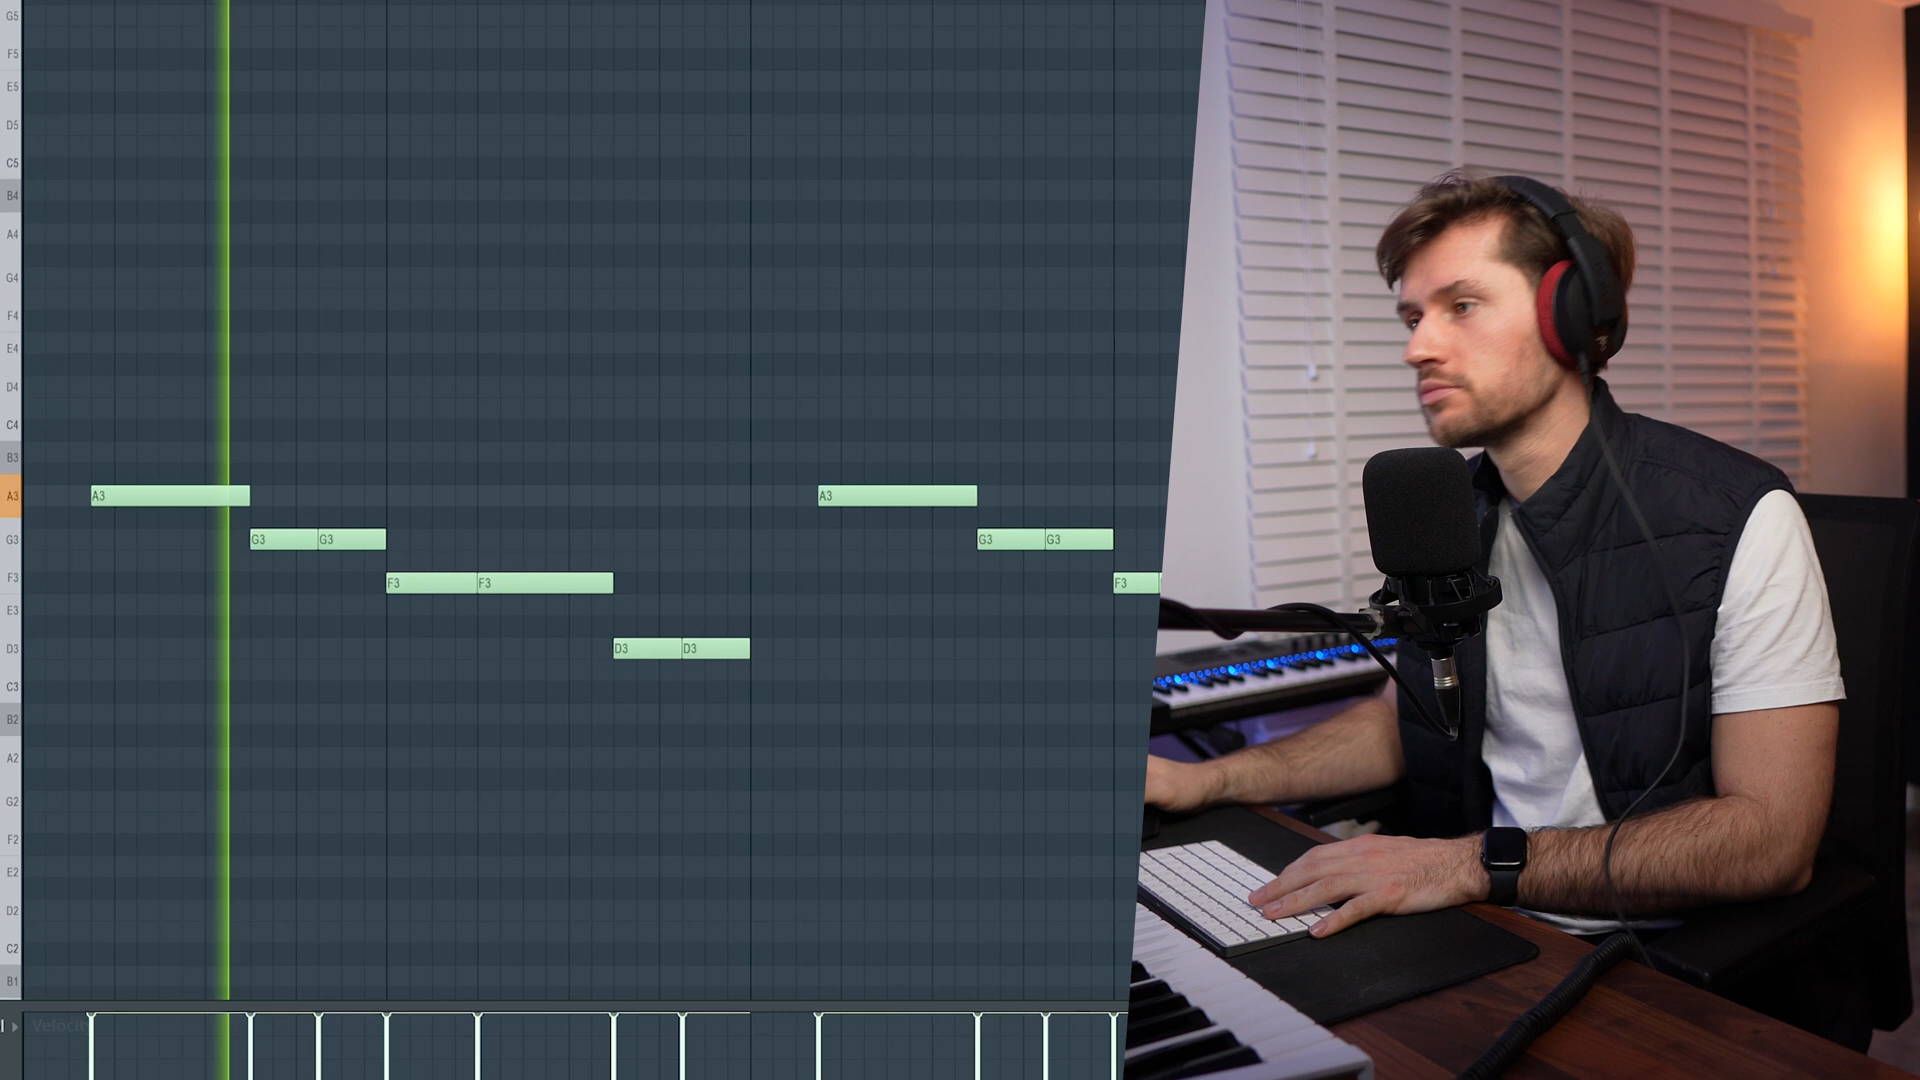 G5
F5
E5
D5
C5
B4
A4
G4
F4
E4
D4
C4
B3
A3 A3 A3
G3 G3 G3 G3 G3
F3 F3 F3 F3
E3
D3 D3 D3
C3
B2
A2
G2
F2
E2
D2
C2
B1
Velocit